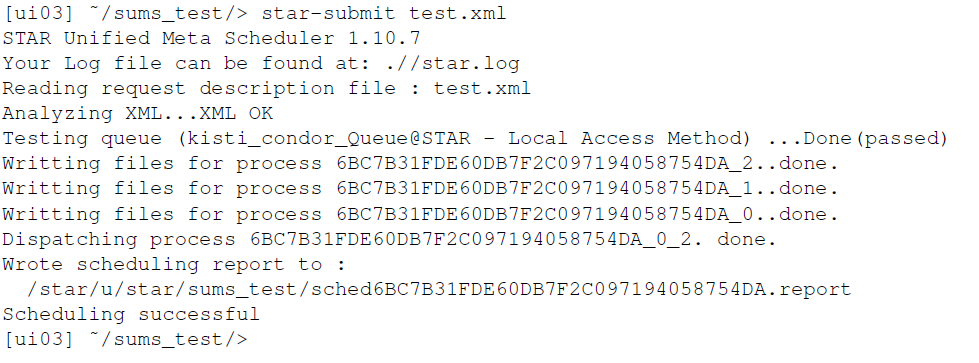 [ui03] ~/sums_test/> star-submit test.xml
STAR Unified Meta Scheduler 1.10.7
Your Log file can be found at: .//star.log
Reading request description file : test.xml
Analyzing XML...XML OK
Testing queue (kisti_condor_Queue@STAR - Local Access Method) ...Done(passed)
Writting files for process 6BC7B31FDE60DB7F2C097194058754DA_2..done.
Writting files for process 6BC7B31FDE60DB7F2C097194058754DA_1..done.
Writting files for process 6BC7B31FDE60DB7F2C097194058754DA_0..done.
Dispatching process 6BC7B31FDE60DB7F2C097194058754DA_0_2. done.
Wrote scheduling report to :
  /star/u/star/sums_test/sched6BC7B31FDE60DB7F2C097194058754DA.report
Scheduling successful
[ui03] ~/sums_test/>